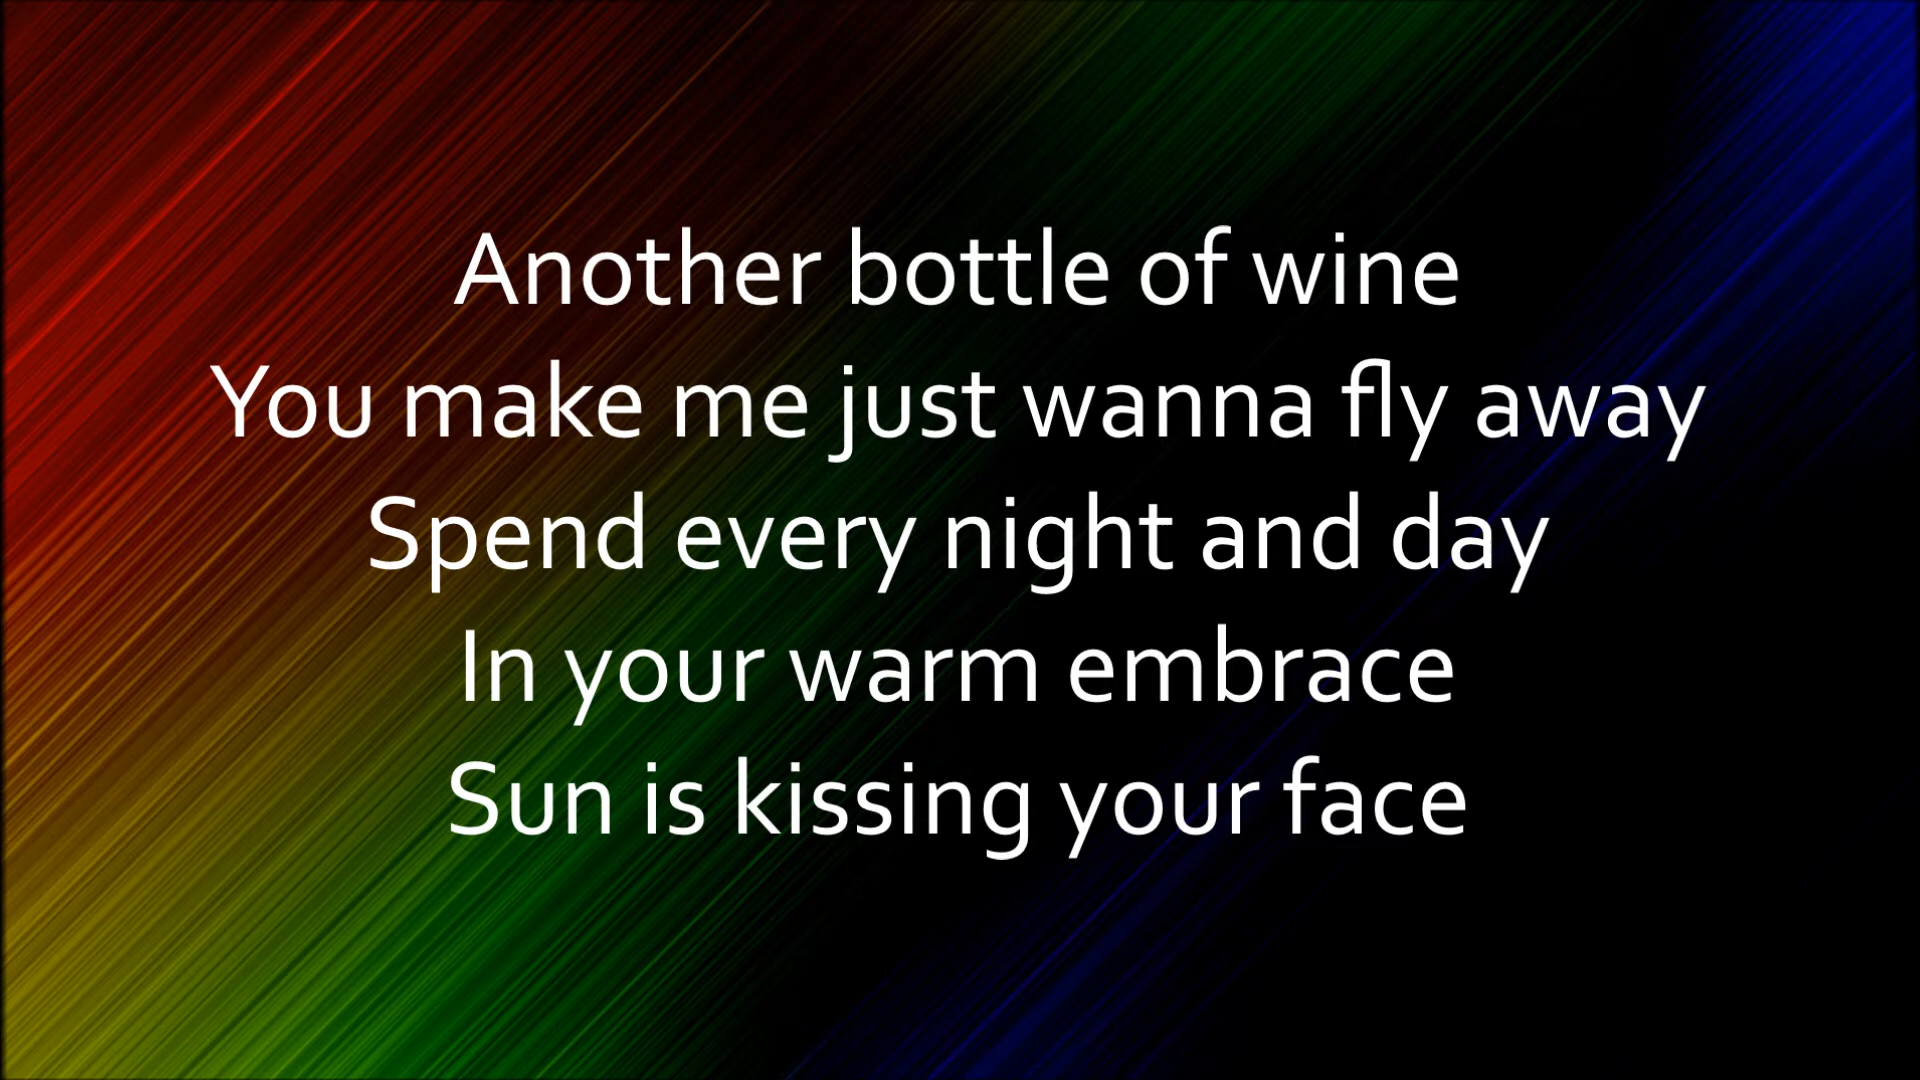 Another bottle of wine
You make me just wanna fly away
Spend every night and day
In your warm embrace
Sun is kissing your face